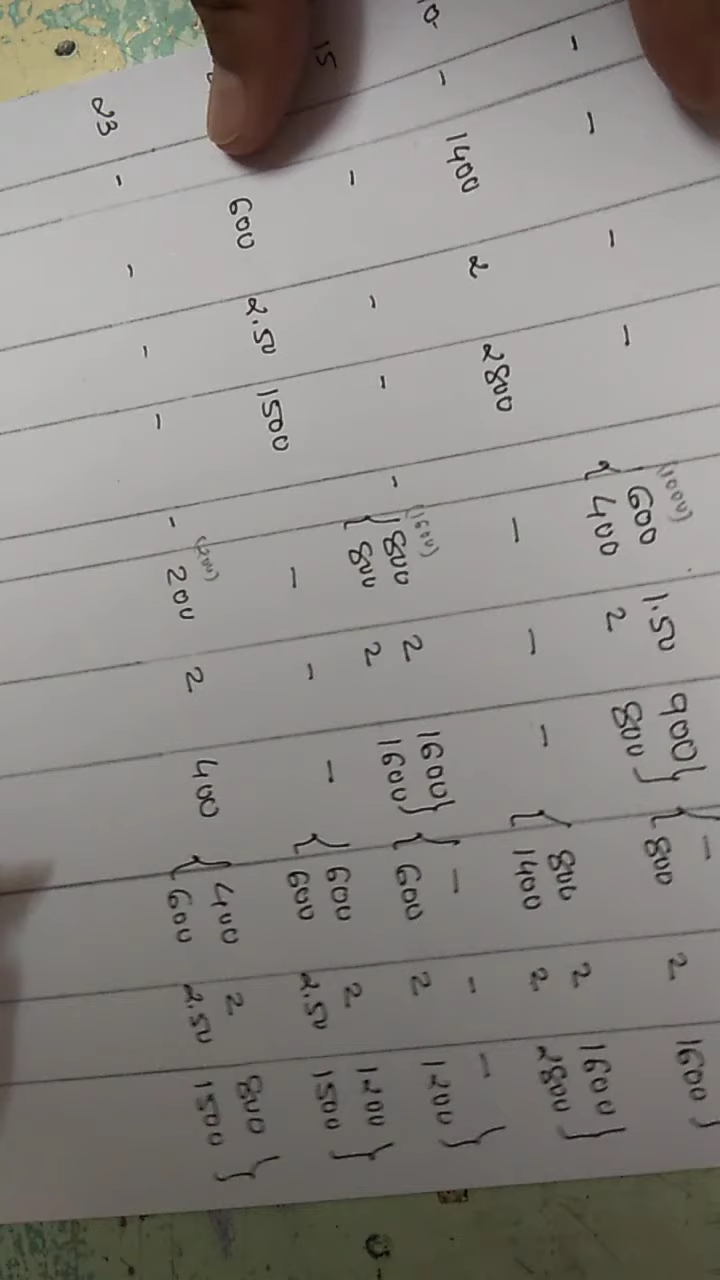 (1000)
600 1.50 900 } { -
- - - - { 400 2 800 } 800 2 1600 }
800 2 1600 }
10 - 1400 2 2800 - - - { 1400 2 2800
(1600)
{ 800 2 1600 } { - - -
15 - - - - 800 2 1600 600 2 1200 }
600 2 1200 }
600 2.50 1500 - - - { 600 2.50 1500
(200)
400 2 800 }
23 - - - - - 200 2 400 { 600 2.50 1500